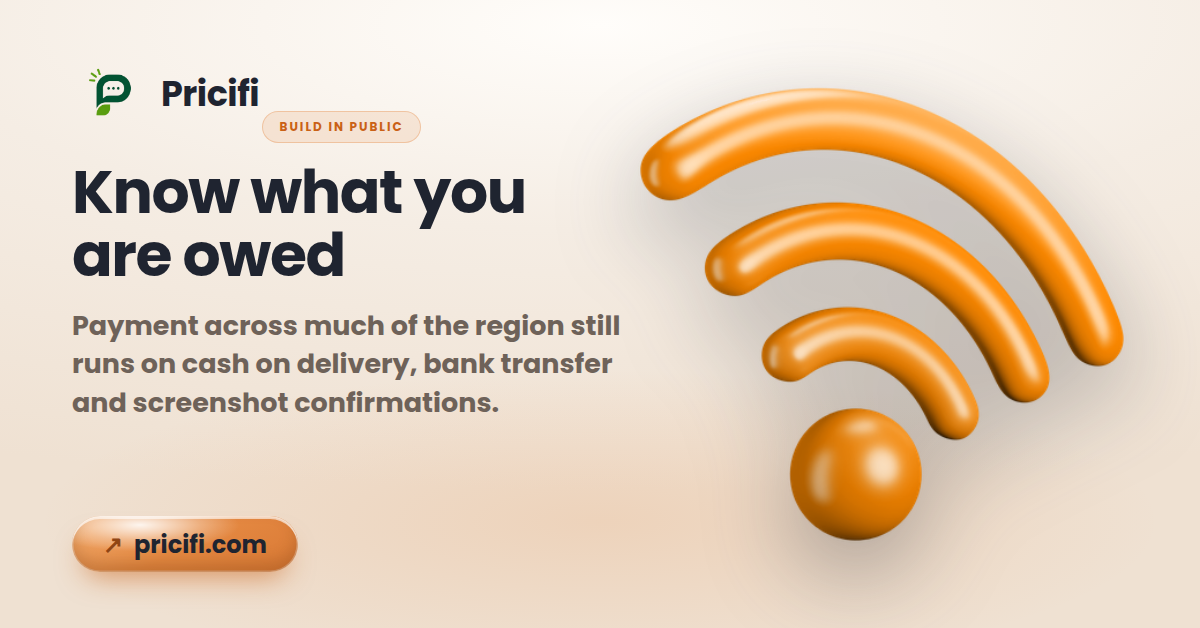 Pricifi
BUILD IN PUBLIC
Know what you
are owed
Payment across much of the region still
runs on cash on delivery, bank transfer
and screenshot confirmations.
↗ pricifi.com